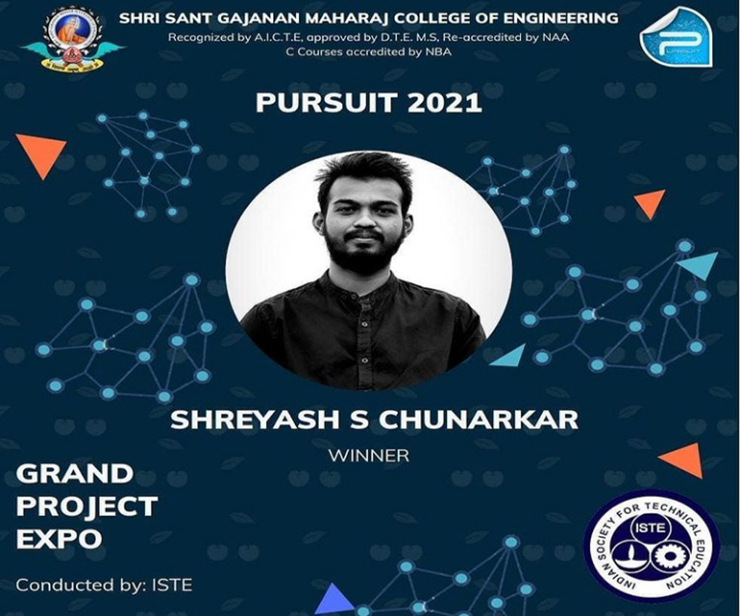 SHRI SANT GAJANAN MAHARAJ COLLEGE OF ENGINEERING
Recognized by A.I.C.T.E, approved by D.T.E. M.S, Re-accredited by NAA
C Courses accredited by NBA
PURSUIT 2021
SHREYASH S CHUNARKAR
WINNER
GRAND
PROJECT
EXPO
Conducted by: ISTE
INDIAN SOCIETY FOR TECHNICAL EDUCATION
ISTE